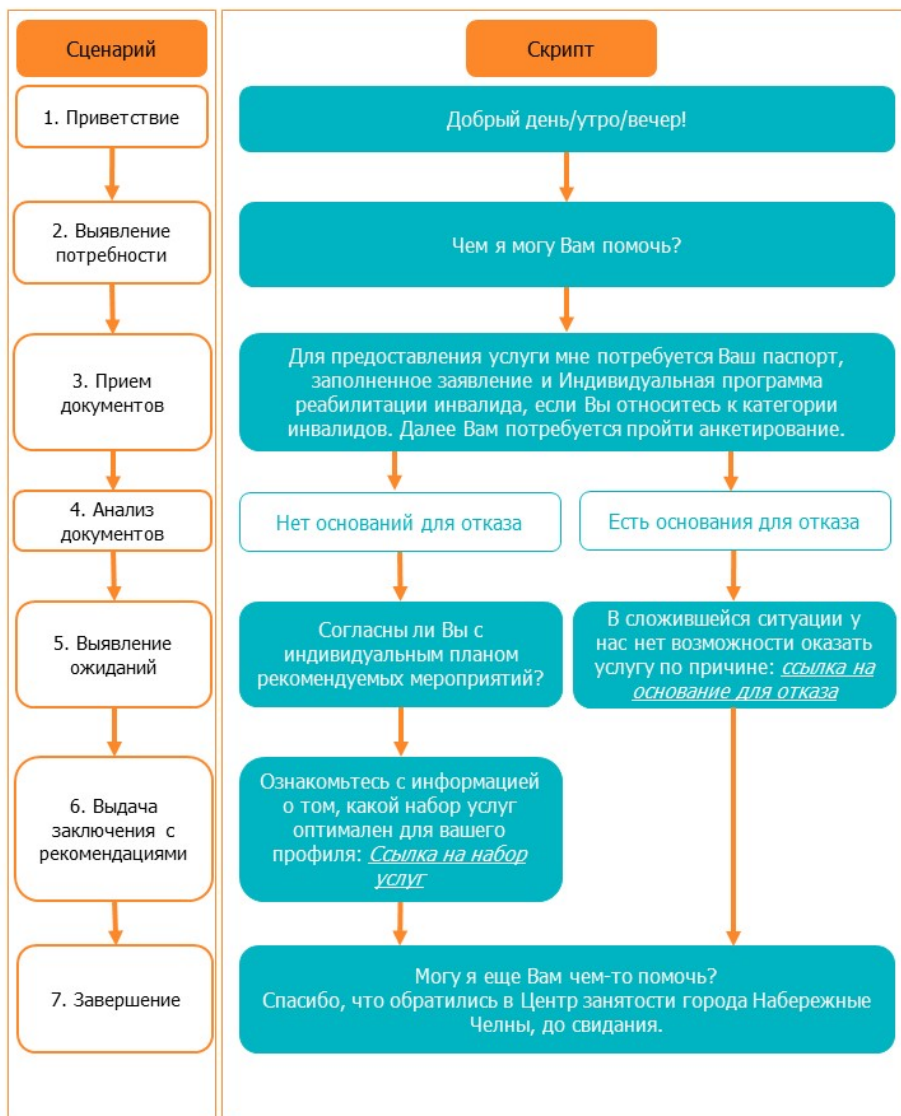 Сценарий
Скрипт
1. Приветствие
Добрый день/утро/вечер!
2. Выявление
потребности
Чем я могу Вам помочь?
3. Прием
документов
Для предоставления услуги мне потребуется Ваш паспорт,
заполненное заявление и Индивидуальная программа
реабилитации инвалида, если Вы относитесь к категории
инвалидов. Далее Вам потребуется пройти анкетирование.
4. Анализ
документов
Нет оснований для отказа
Есть основания для отказа
5. Выявление
ожиданий
Согласны ли Вы с
индивидуальным планом
рекомендуемых мероприятий?
В сложившейся ситуации у
нас нет возможности оказать
услугу по причине: ссылка на
основание для отказа
6. Выдача
заключения с
рекомендациями
Ознакомьтесь с информацией
о том, какой набор услуг
оптимален для вашего
профиля: Ссылка на набор
услуг
7. Завершение
Могу я еще Вам чем-то помочь?
Спасибо, что обратились в Центр занятости города Набережные
Челны, до свидания.